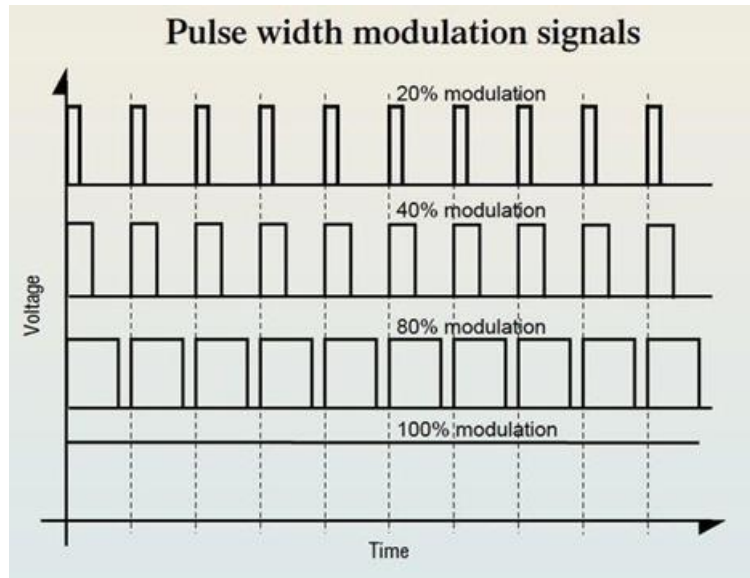 Pulse width modulation signals
20% modulation
40% modulation
Voltage
80% modulation
100% modulation
Time